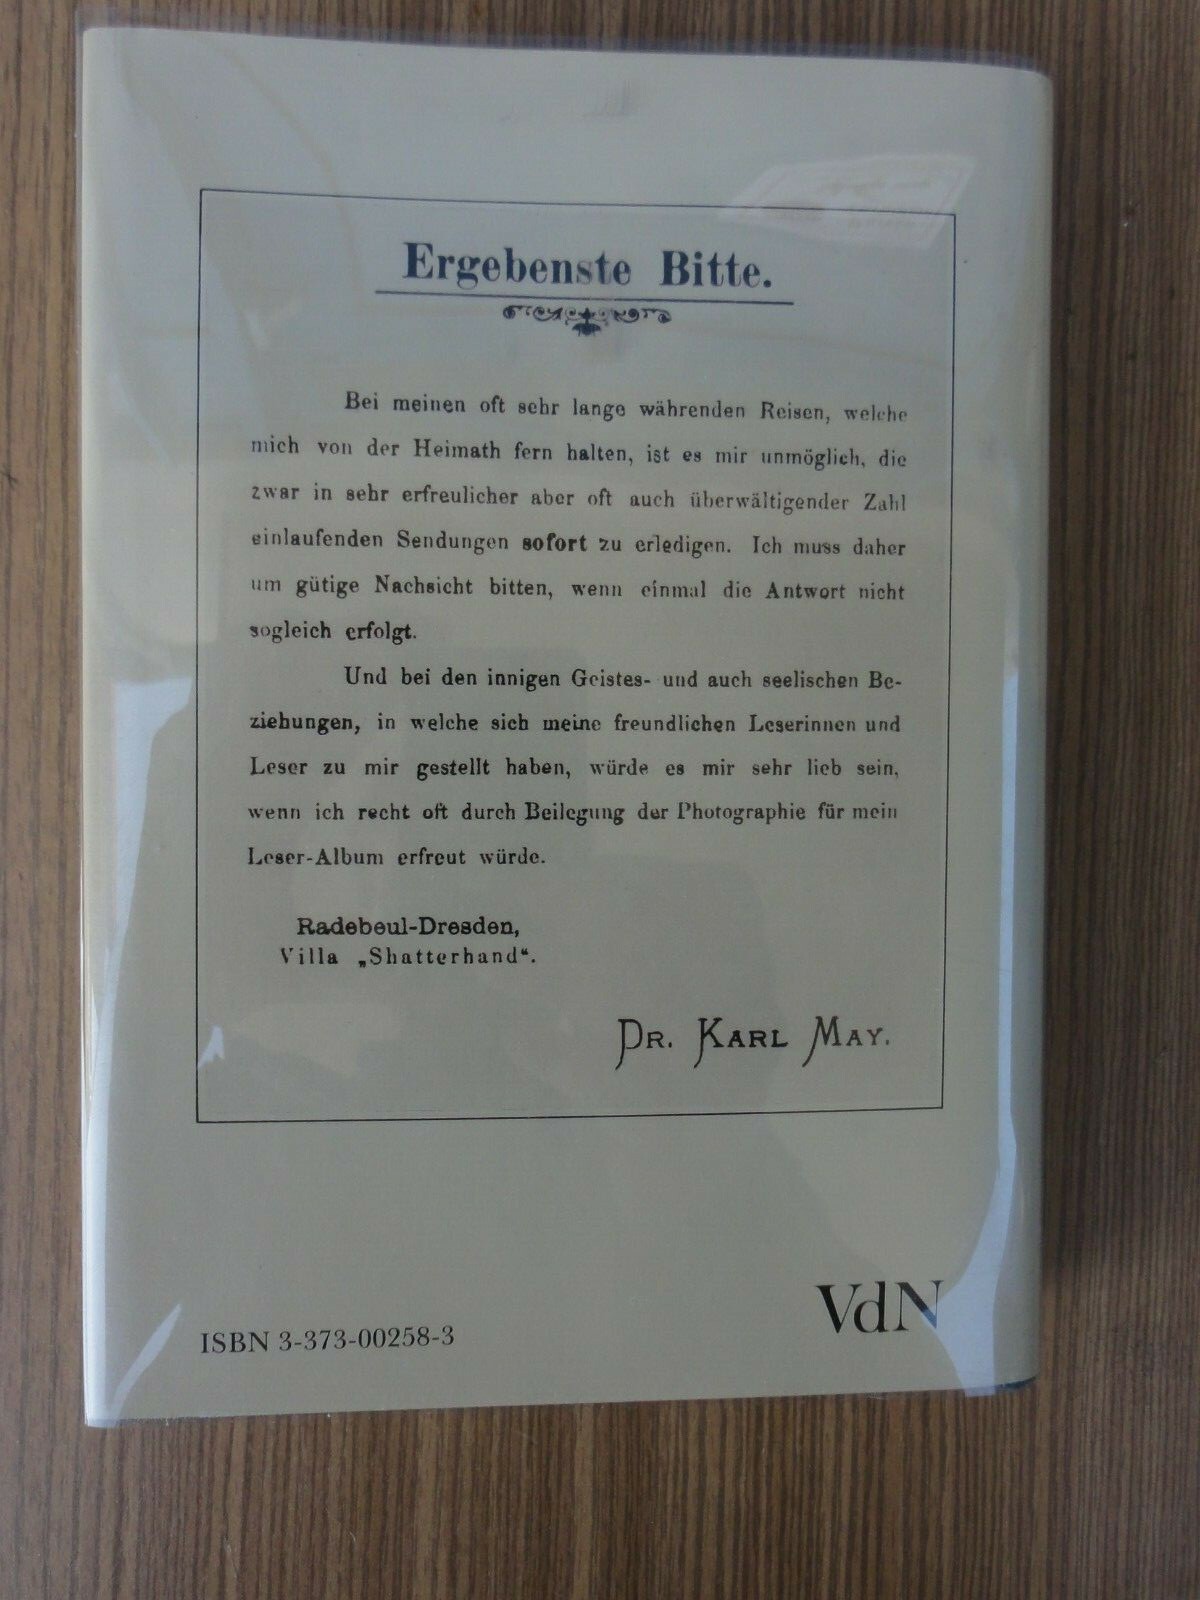 Ergebenste Bitte.
Bei meinen oft sehr lange währenden Reisen, welche
mich von der Heimath fern halten, ist es mir unmöglich, die
zwar in sehr erfreulicher aber oft auch überwältigender Zahl
einlaufenden Sendungen sofort zu erledigen. Ich muss daher
um gütige Nachsicht bitten, wenn einmal die Antwort nicht
sogleich erfolgt.
Und bei den innigen Geistes- und auch seelischen Be-
ziehungen, in welche sich meine freundlichen Leserinnen und
Leser zu mir gestellt haben, würde es mir sehr lieb sein,
wenn ich recht oft durch Beilegung der Photographie für mein
Leser-Album erfreut würde.
Radebeul-Dresden,
Villa „Shatterhand“.
DR. KARL MAY.
VdN
ISBN 3-373-00258-3